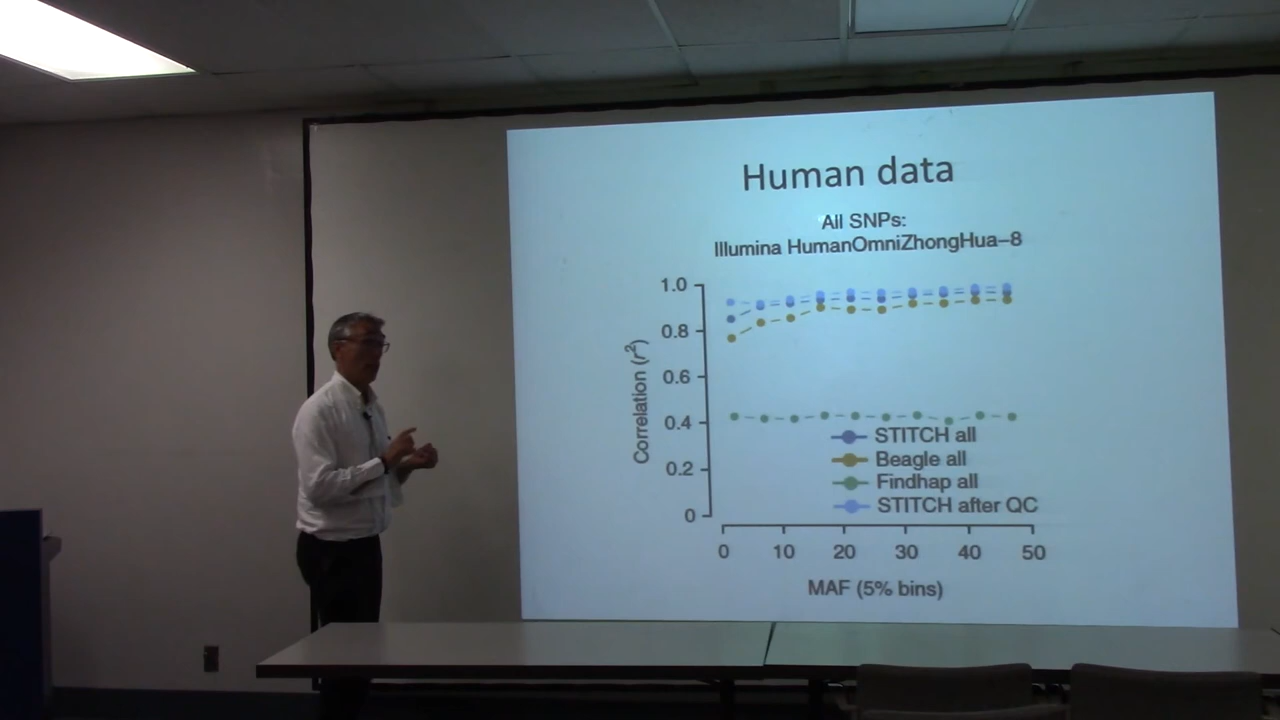 Human data
All SNPs:
Illumina HumanOmniZhongHua–8
1.0
0.8
0.6
0.4
0.2
0
Correlation (r²)
STITCH all
Beagle all
Findhap all
STITCH after QC
0 10 20 30 40 50
MAF (5% bins)